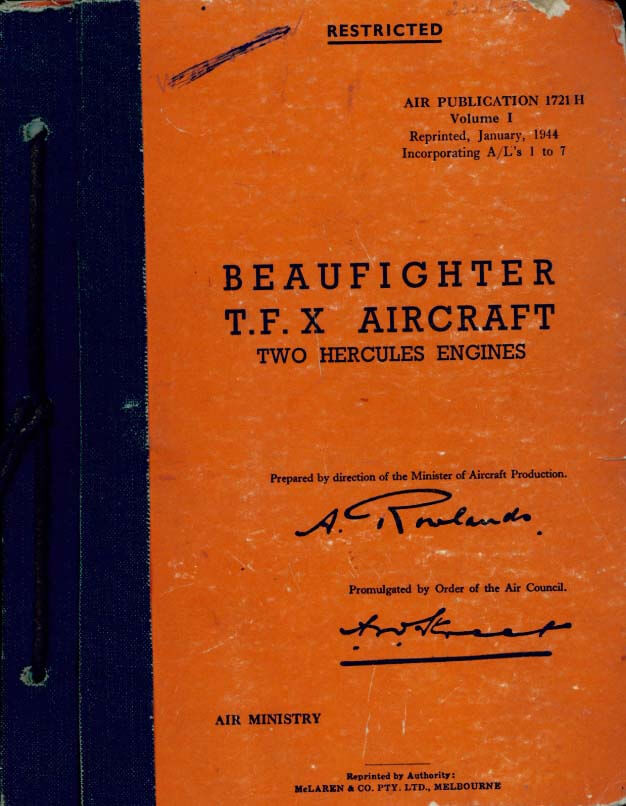 RESTRICTED
AIR PUBLICATION 1721 H
Volume I
Reprinted, January, 1944
Incorporating A/L's 1 to 7
BEAUFIGHTER
T.F. X AIRCRAFT
TWO HERCULES ENGINES
Prepared by direction of the Minister of Aircraft Production.
A. Rowlands.
Promulgated by Order of the Air Council.
AIR MINISTRY
Reprinted by Authority:
McLAREN & CO. PTY. LTD., MELBOURNE